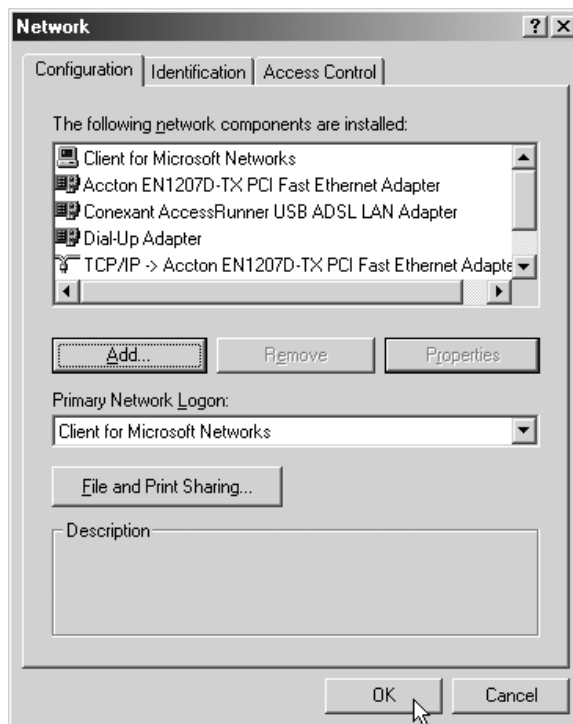 Network
Configuration Identification Access Control
The following network components are installed:
Client for Microsoft Networks
Accton EN1207D-TX PCI Fast Ethernet Adapter
Conexant AccessRunner USB ADSL LAN Adapter
Dial-Up Adapter
TCP/IP -> Accton EN1207D-TX PCI Fast Ethernet Adapte
Add... Remove Properties
Primary Network Logon:
Client for Microsoft Networks
File and Print Sharing...
Description
OK Cancel